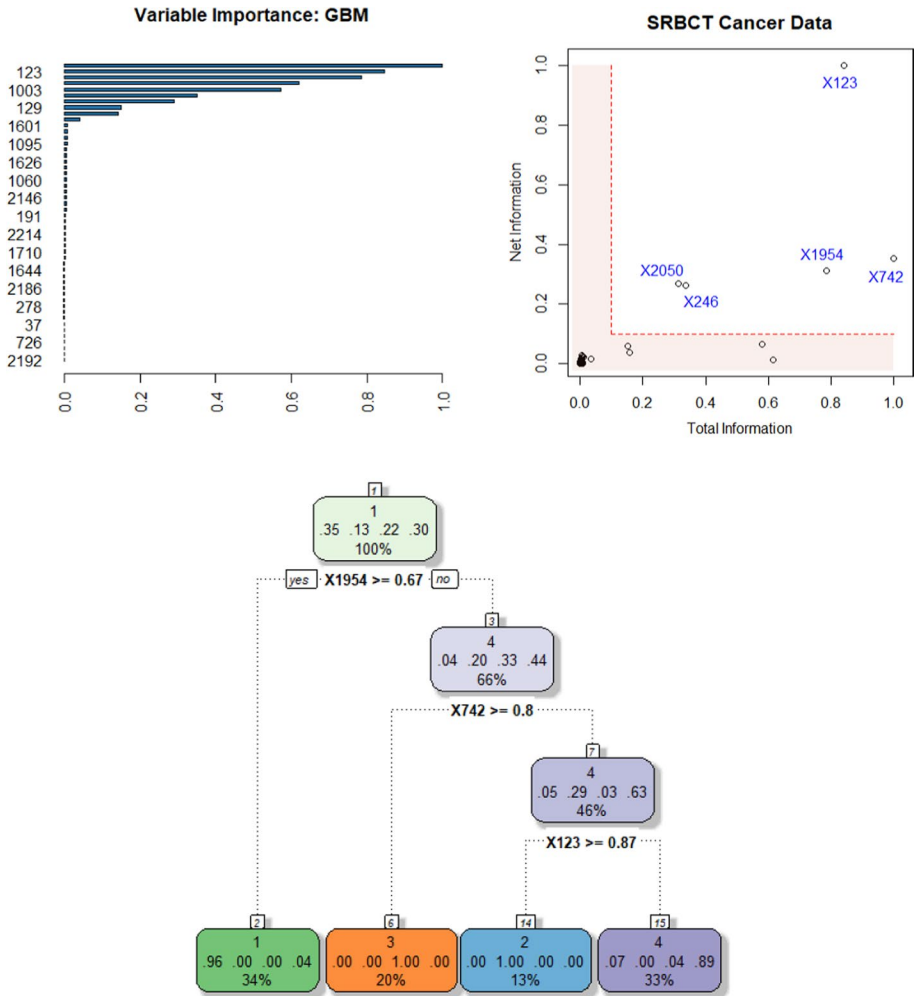 Variable Importance: GBM
123
1003
129
1601
1095
1626
1060
2146
191
2214
1710
1644
2186
278
37
726
2192
0.0 0.2 0.4 0.6 0.8 1.0
SRBCT Cancer Data
Net Information
1.0
0.8
0.6
0.4
0.2
0.0
X123
X1954
X742
X2050
X246
0.0 0.2 0.4 0.6 0.8 1.0
Total Information
1
1
.35 .13 .22 .30
100%
yes X1954 >= 0.67 no
3
4
.04 .20 .33 .44
66%
X742 >= 0.8
7
4
.05 .29 .03 .63
46%
X123 >= 0.87
2
1
.96 .00 .00 .04
34%
6
3
.00 .00 1.00 .00
20%
14
2
.00 1.00 .00 .00
13%
15
4
.07 .00 .04 .89
33%